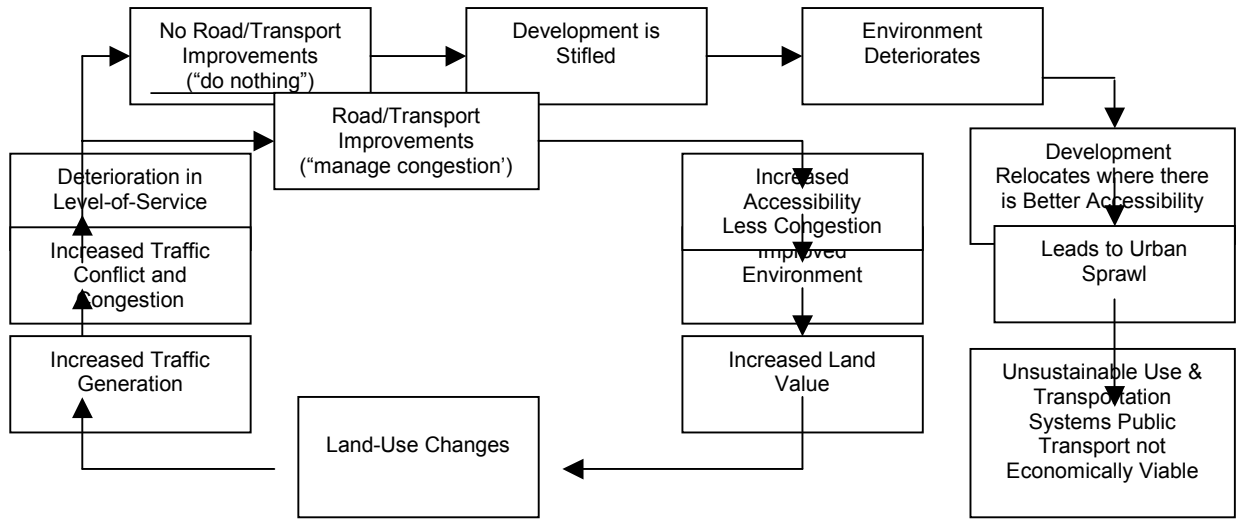 No Road/Transport
Improvements
(“do nothing”)
Development is
Stifled
Environment
Deteriorates
Road/Transport
Improvements
(“manage congestion’)
Deterioration in
Level-of-Service
Increased
Accessibility
Less Congestion
Development
Relocates where there
is Better Accessibility
Increased Traffic
Conflict and
Congestion
Improved
Environment
Leads to Urban
Sprawl
Increased Traffic
Generation
Increased Land
Value
Unsustainable Use &
Transportation
Systems Public
Transport not
Economically Viable
Land-Use Changes